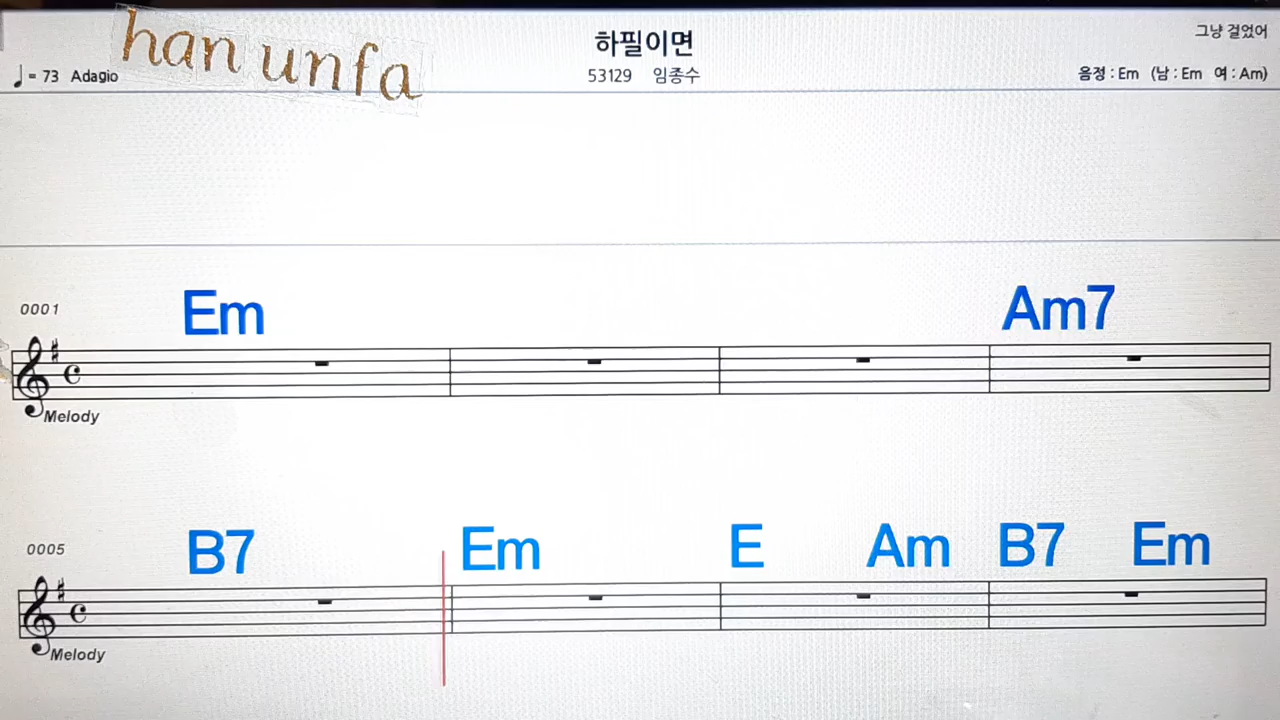 han unfa
하필이면
그냥 걸었어
♩= 73 Adagio
53129 임종수
음정 : Em (남 : Em 여 : Am)
0001
Em Am7
Melody
0005
B7 Em E Am B7 Em
Melody